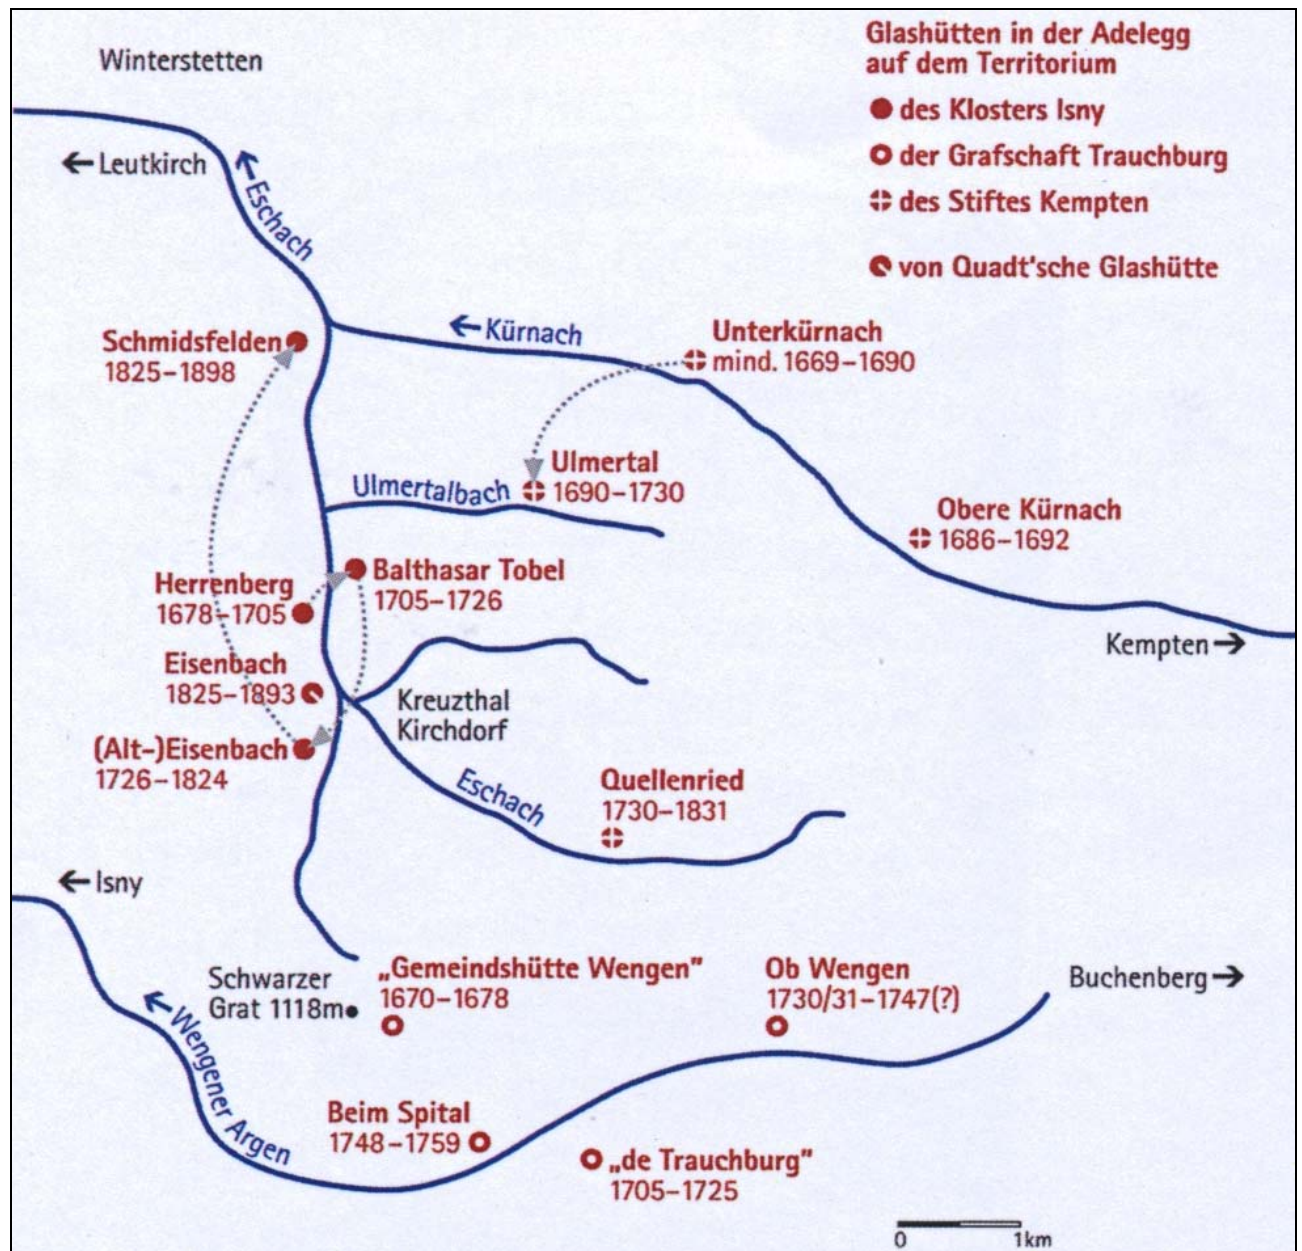 Glashütten in der Adelegg
auf dem Territorium
des Klosters Isny
der Grafschaft Trauchburg
des Stiftes Kempten
von Quadt'sche Glashütte
Winterstetten
←Leutkirch
←Eschach
←Kürnach
Unterkürnach
mind. 1669–1690
Schmidsfelden
1825–1898
Ulmertal
1690–1730
Ulmertalbach
Obere Kürnach
1686–1692
Balthasar Tobel
1705–1726
Herrenberg
1678–1705
Kempten→
Eisenbach
1825–1893
Kreuzthal
Kirchdorf
(Alt-)Eisenbach
1726–1824
Eschach
Quellenried
1730–1831
←Isny
Schwarzer
Grat 1118m
„Gemeindshütte Wengen”
1670–1678
Ob Wengen
1730/31–1747(?)
Buchenberg→
←Wengener Argen
Beim Spital
1748–1759
„de Trauchburg”
1705–1725
0 1km